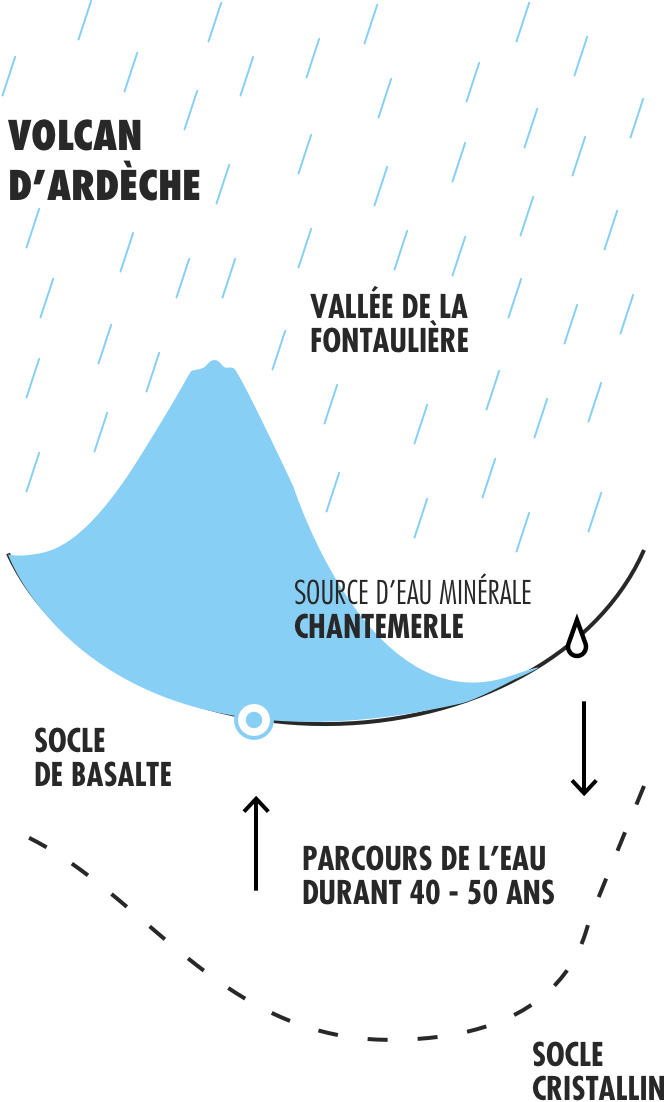 VOLCAN
D’ARDÈCHE
VALLÉE DE LA
FONTAULIÈRE
SOURCE D’EAU MINÉRALE
CHANTEMERLE
SOCLE
DE BASALTE
PARCOURS DE L’EAU
DURANT 40 - 50 ANS
SOCLE
CRISTALLIN